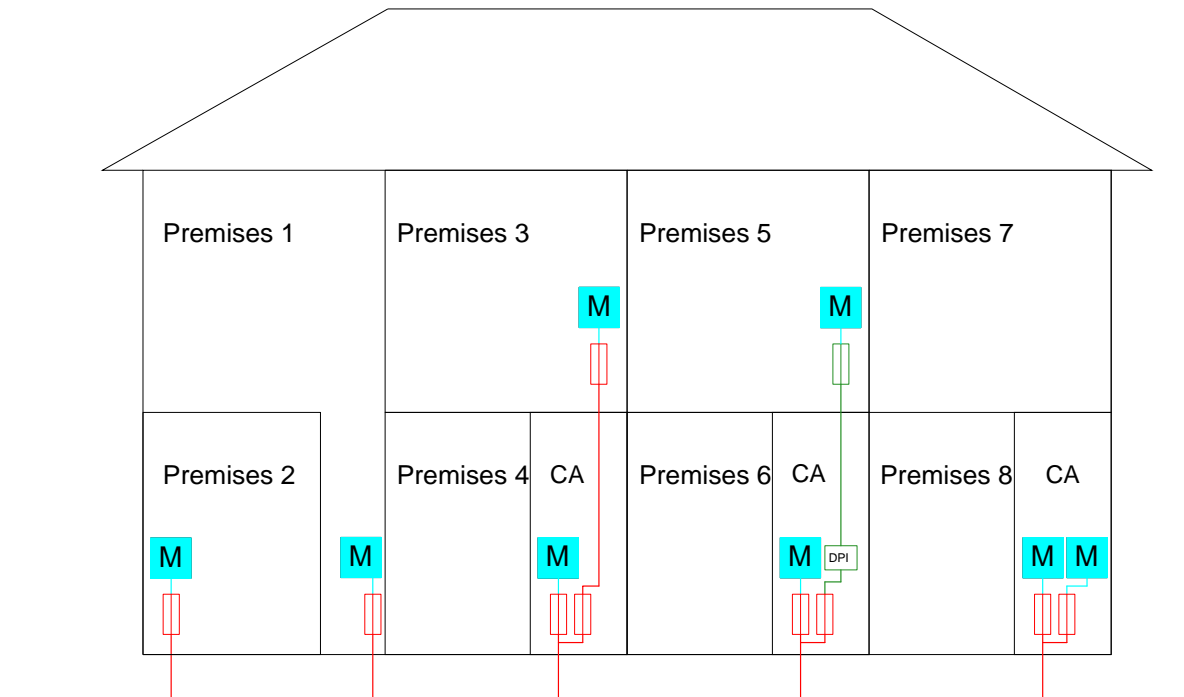 Premises 1
Premises 3
Premises 5
Premises 7
M
M
Premises 2
Premises 4
CA
Premises 6
CA
Premises 8
CA
M
M
M
M
DPI
M
M